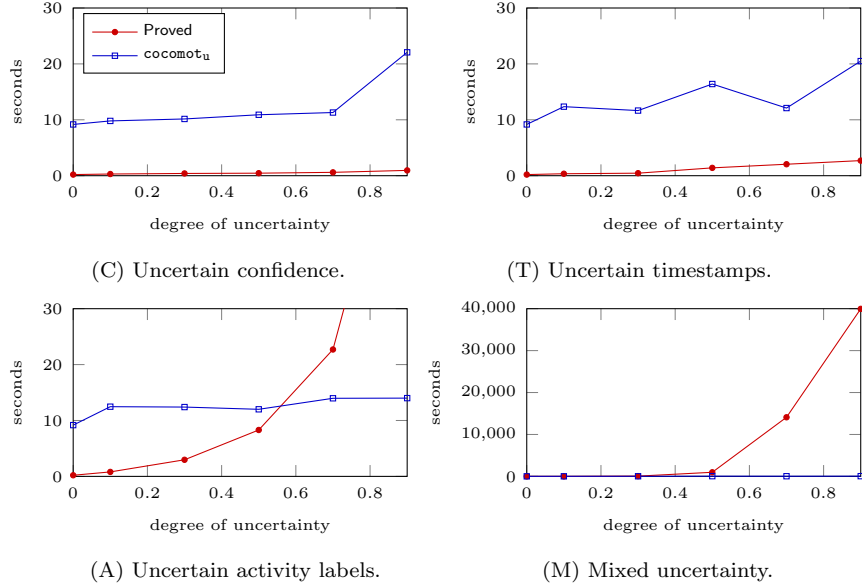 30
20
10
0
seconds
Proved
cocomotu
0 0.2 0.4 0.6 0.8
degree of uncertainty
(C) Uncertain confidence.
30
20
10
0
seconds
0 0.2 0.4 0.6 0.8
degree of uncertainty
(T) Uncertain timestamps.
30
20
10
0
seconds
0 0.2 0.4 0.6 0.8
degree of uncertainty
(A) Uncertain activity labels.
40,000
30,000
20,000
10,000
0
seconds
0 0.2 0.4 0.6 0.8
degree of uncertainty
(M) Mixed uncertainty.